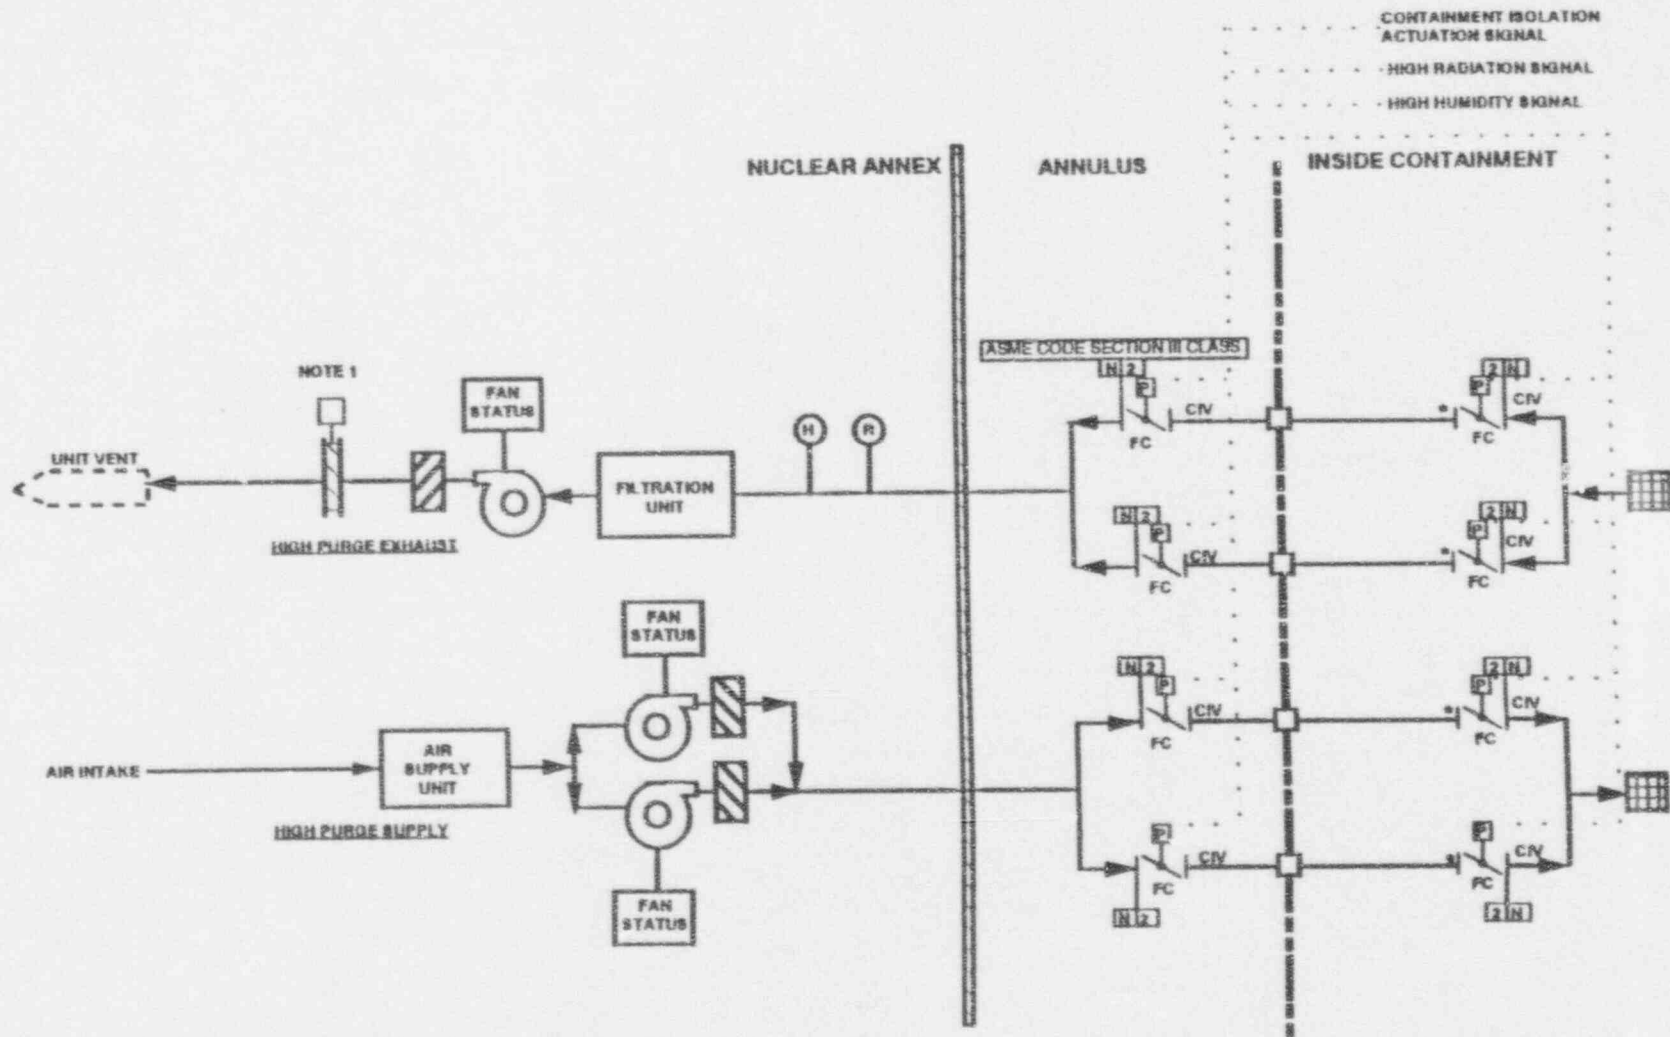 CONTAINMENT ISOLATION
ACTUATION SIGNAL
HIGH RADIATION SIGNAL
HIGH HUMIDITY SIGNAL
NUCLEAR ANNEX
ANNULUS
INSIDE CONTAINMENT
ASME CODE SECTION III CLASS
N 2
P
CIV
FC
2 N
P
CIV
*
FC
NOTE 1
FAN
STATUS
H
R
UNIT VENT
FILTRATION
UNIT
HIGH PURGE EXHAUST
N 2
P
CIV
FC
2 N
P
CIV
*
FC
FAN
STATUS
N 2
P
CIV
FC
2 N
P
CIV
*
FC
AIR INTAKE
AIR
SUPPLY
UNIT
HIGH PURGE SUPPLY
P
CIV
FC
N 2
P
CIV
*
FC
2 N
FAN
STATUS